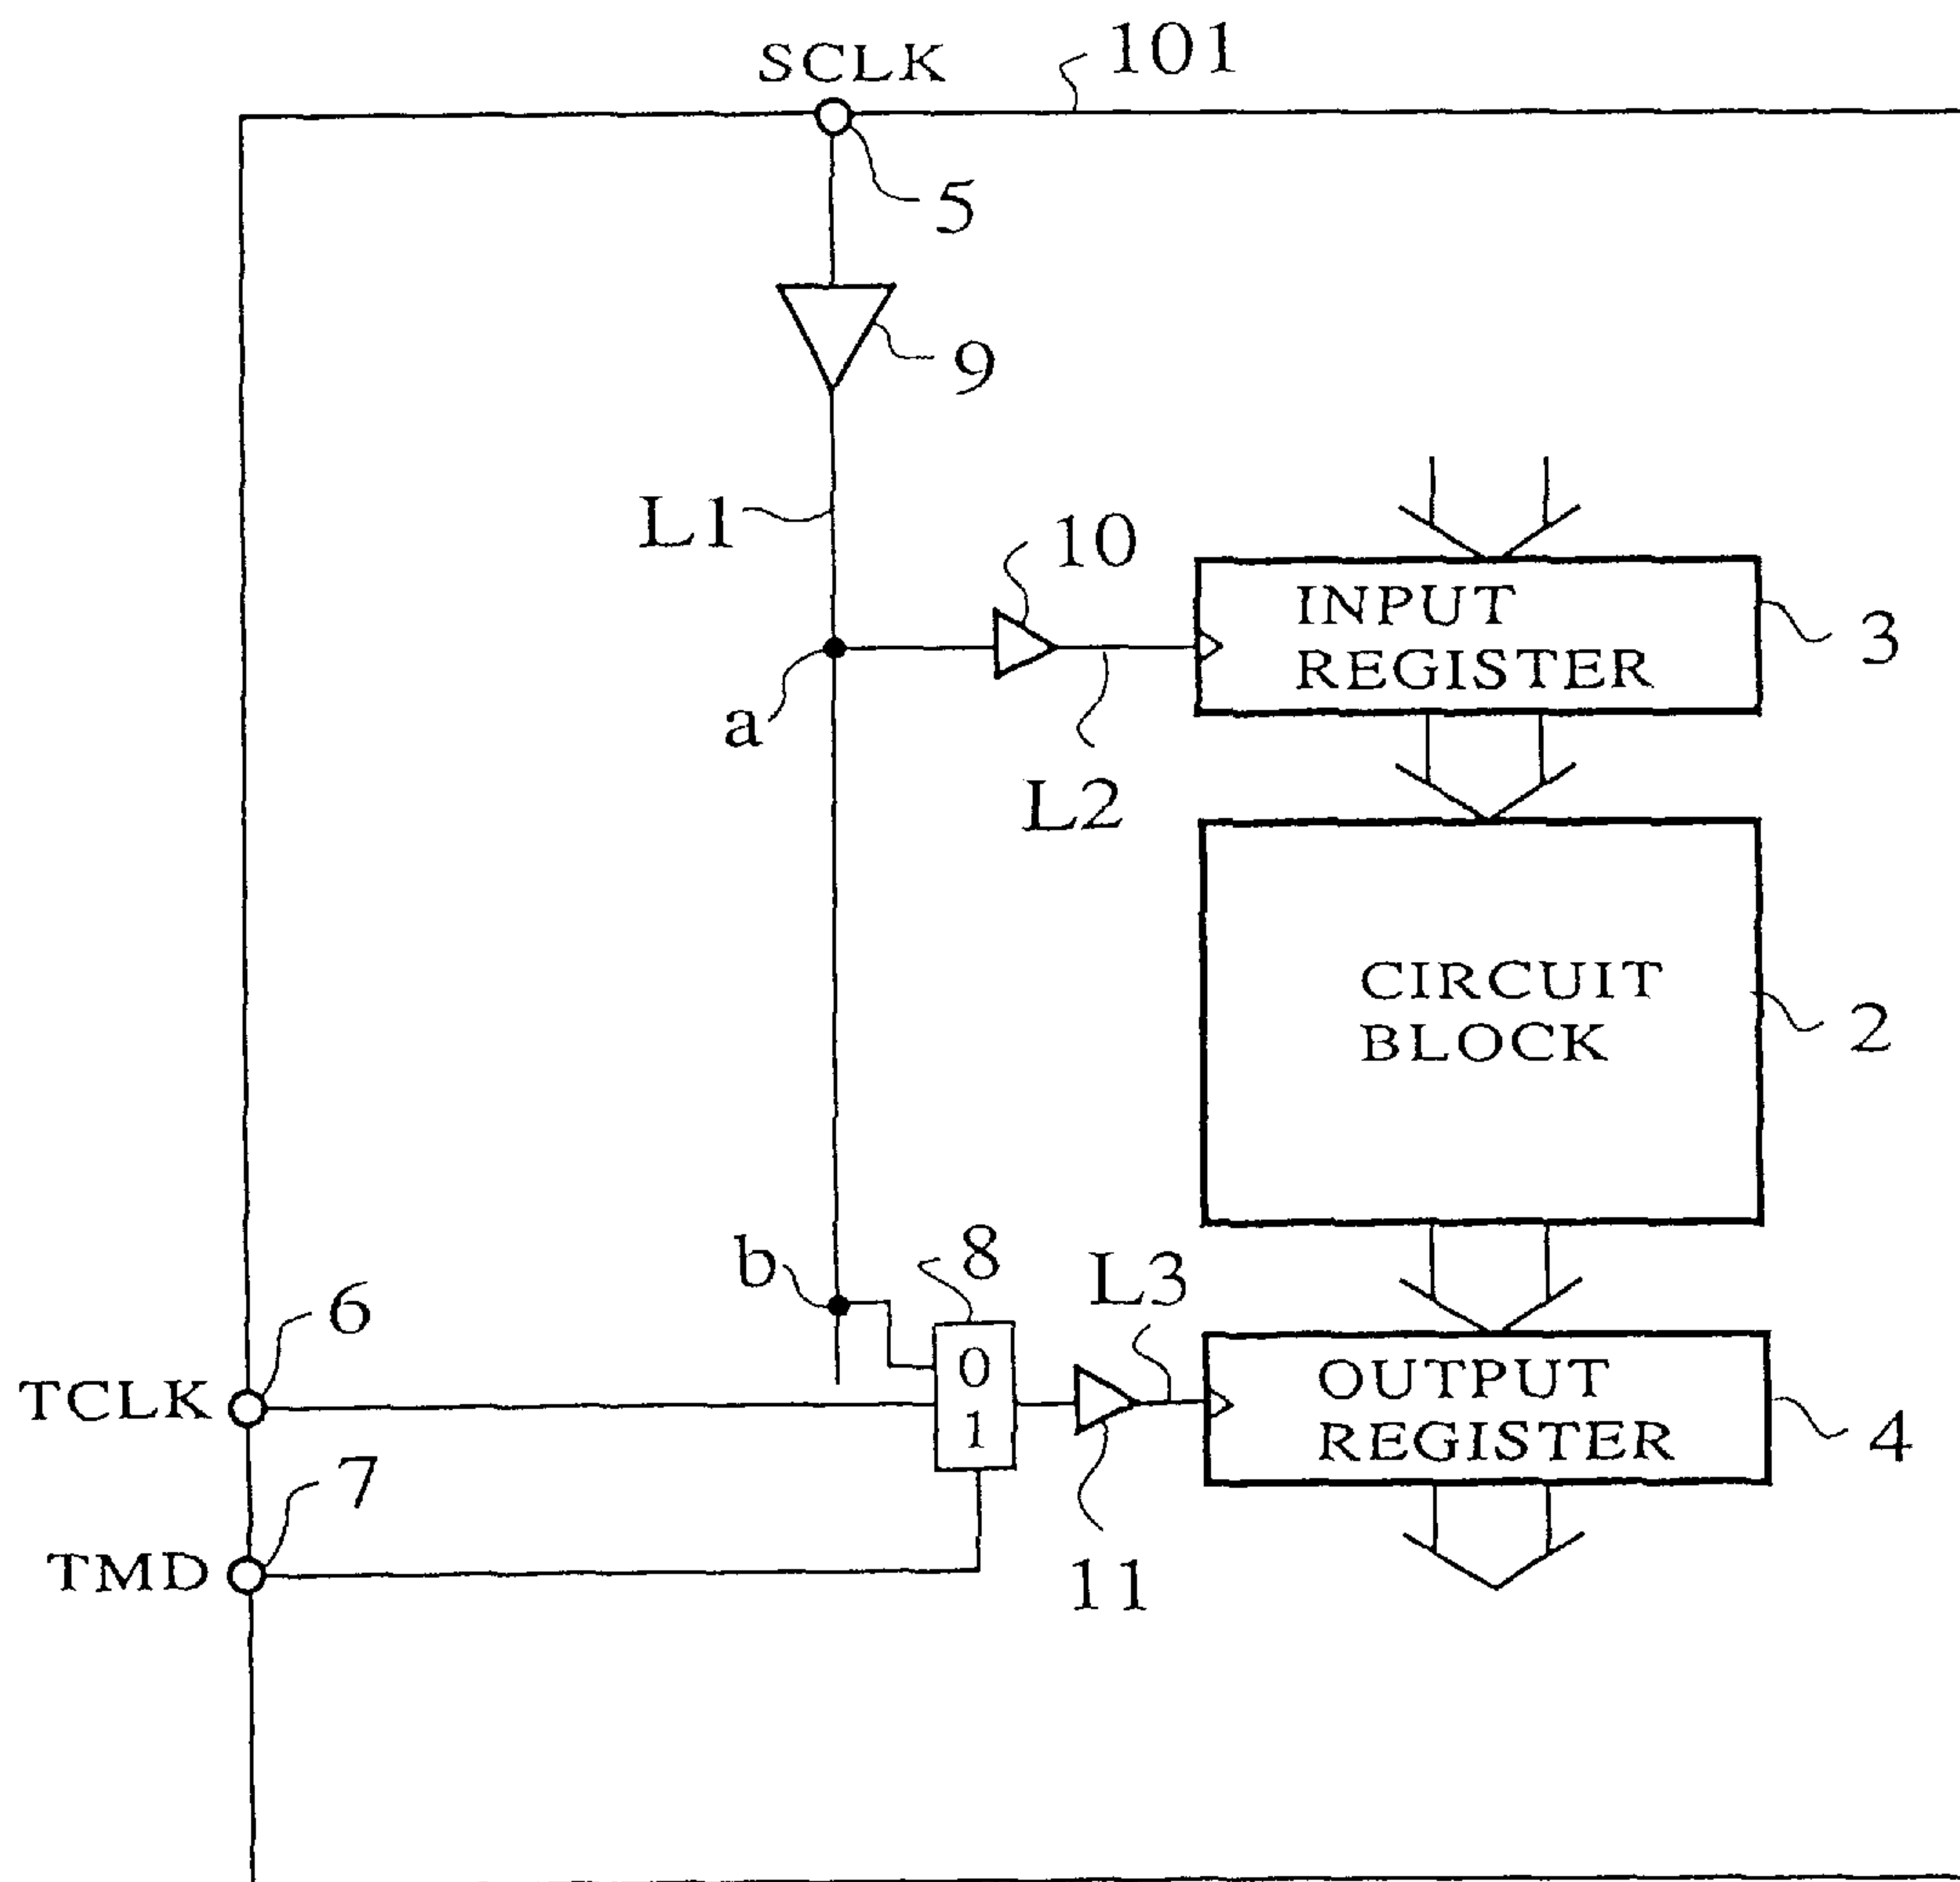 SCLK
101
5
9
L1
10
INPUT
REGISTER
3
a
L2
CIRCUIT
BLOCK
2
b
8
L3
6
0
TCLK
1
OUTPUT
REGISTER
4
7
TMD
11